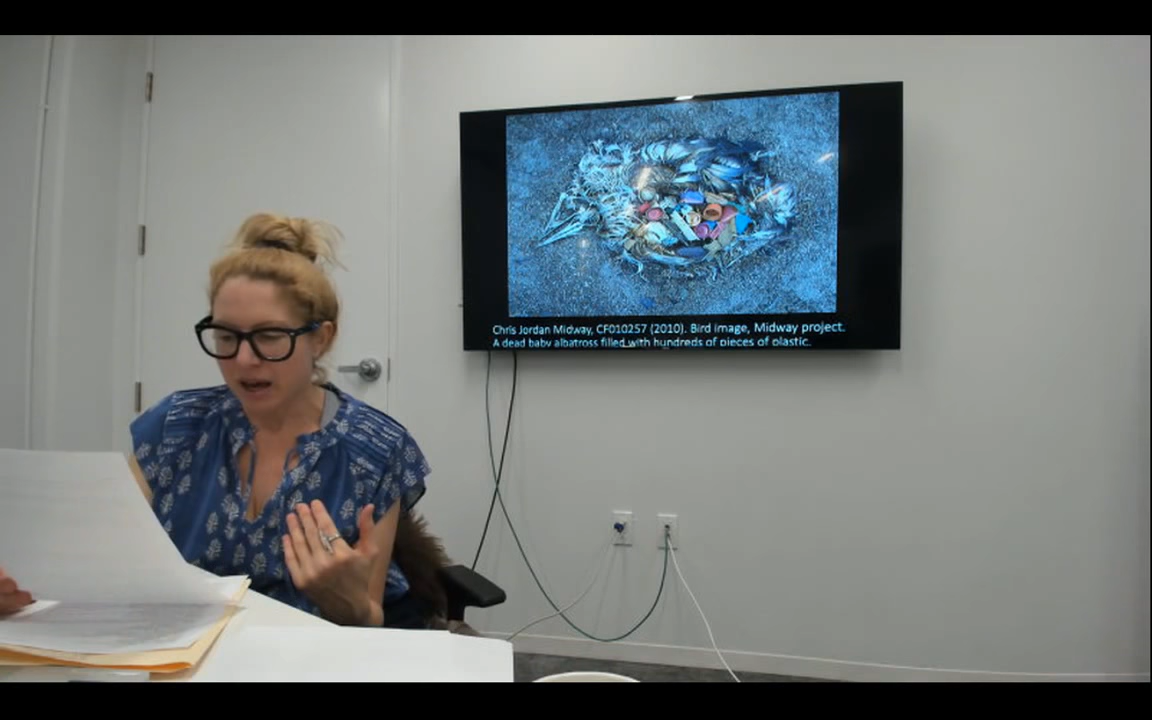 Chris Jordan Midway, CF010257 (2010). Bird image, Midway project.
A dead baby albatross filled with hundreds of pieces of plastic.